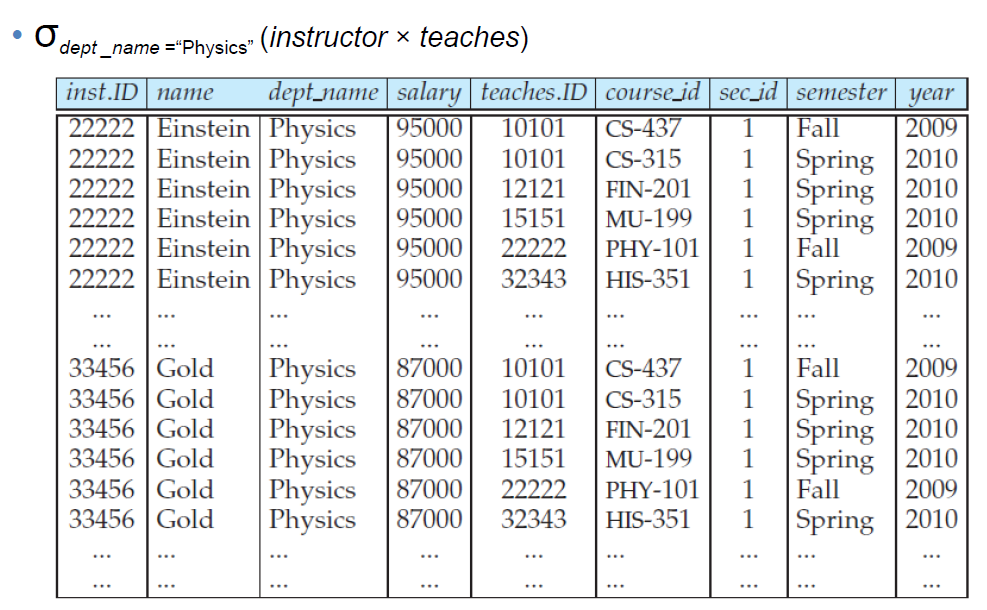 • σ dept _name =“Physics” (instructor × teaches)
inst.ID name dept_name salary teaches.ID course_id sec_id semester year
22222 Einstein Physics 95000 10101 CS-437 1 Fall 2009
22222 Einstein Physics 95000 10101 CS-315 1 Spring 2010
22222 Einstein Physics 95000 12121 FIN-201 1 Spring 2010
22222 Einstein Physics 95000 15151 MU-199 1 Spring 2010
22222 Einstein Physics 95000 22222 PHY-101 1 Fall 2009
22222 Einstein Physics 95000 32343 HIS-351 1 Spring 2010
... ... ... ... ... ... ... ... ...
... ... ... ... ... ... ... ... ...
33456 Gold Physics 87000 10101 CS-437 1 Fall 2009
33456 Gold Physics 87000 10101 CS-315 1 Spring 2010
33456 Gold Physics 87000 12121 FIN-201 1 Spring 2010
33456 Gold Physics 87000 15151 MU-199 1 Spring 2010
33456 Gold Physics 87000 22222 PHY-101 1 Fall 2009
33456 Gold Physics 87000 32343 HIS-351 1 Spring 2010
... ... ... ... ... ... ... ... ...
... ... ... ... ... ... ... ... ...